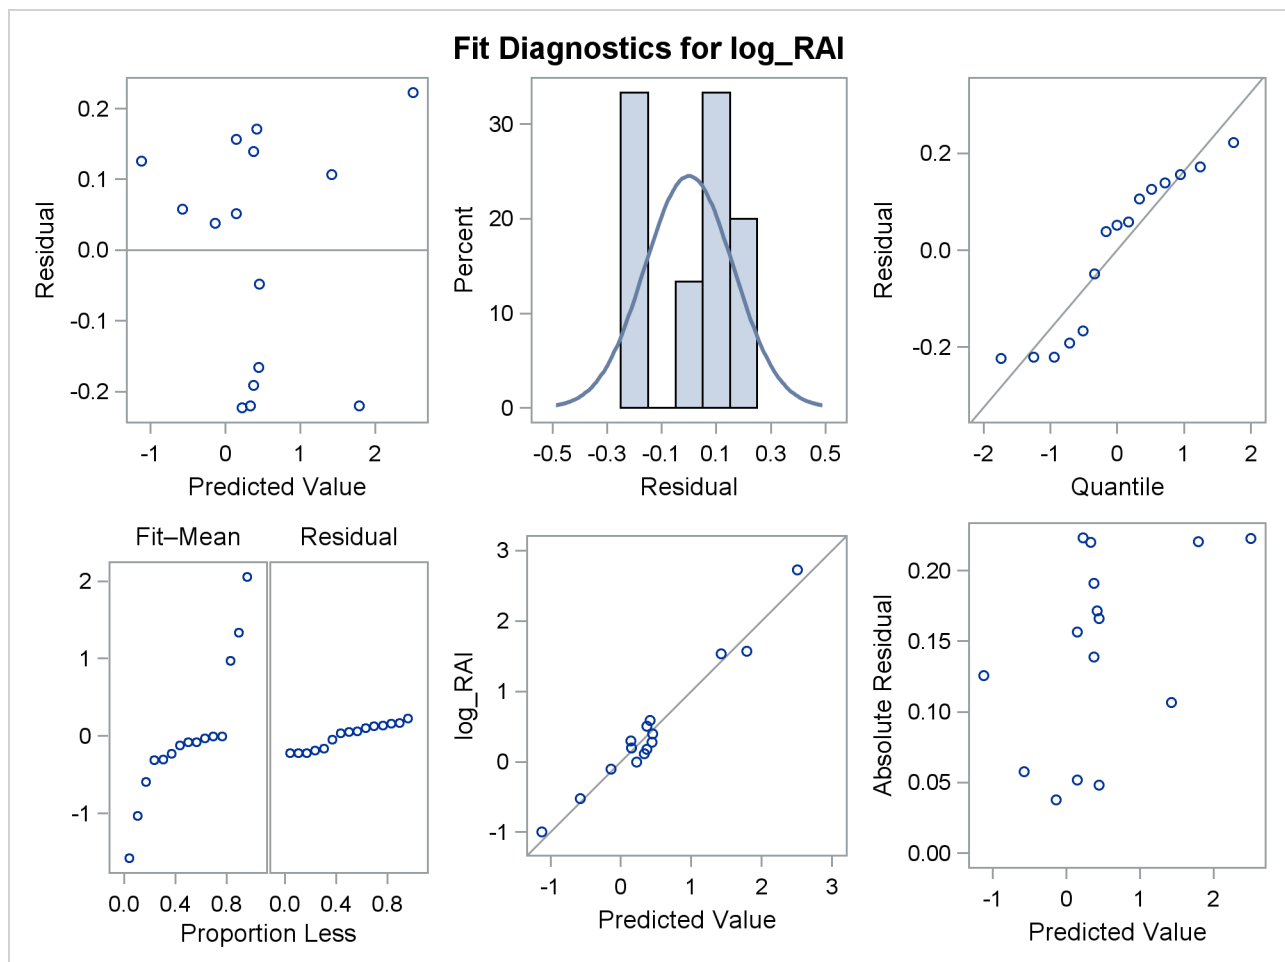 Fit Diagnostics for log_RAI
0.2
0.1
0.0
-0.1
-0.2
Residual
-1 0 1 2
Predicted Value
30
20
10
0
Percent
-0.5 -0.3 -0.1 0.1 0.3 0.5
Residual
0.2
0.0
-0.2
Residual
-2 -1 0 1 2
Quantile
Fit–Mean Residual
2
1
0
-1
0.0 0.4 0.8 0.0 0.4 0.8
Proportion Less
3
2
1
0
-1
log_RAI
-1 0 1 2 3
Predicted Value
0.20
0.15
0.10
0.05
0.00
Absolute Residual
-1 0 1 2
Predicted Value